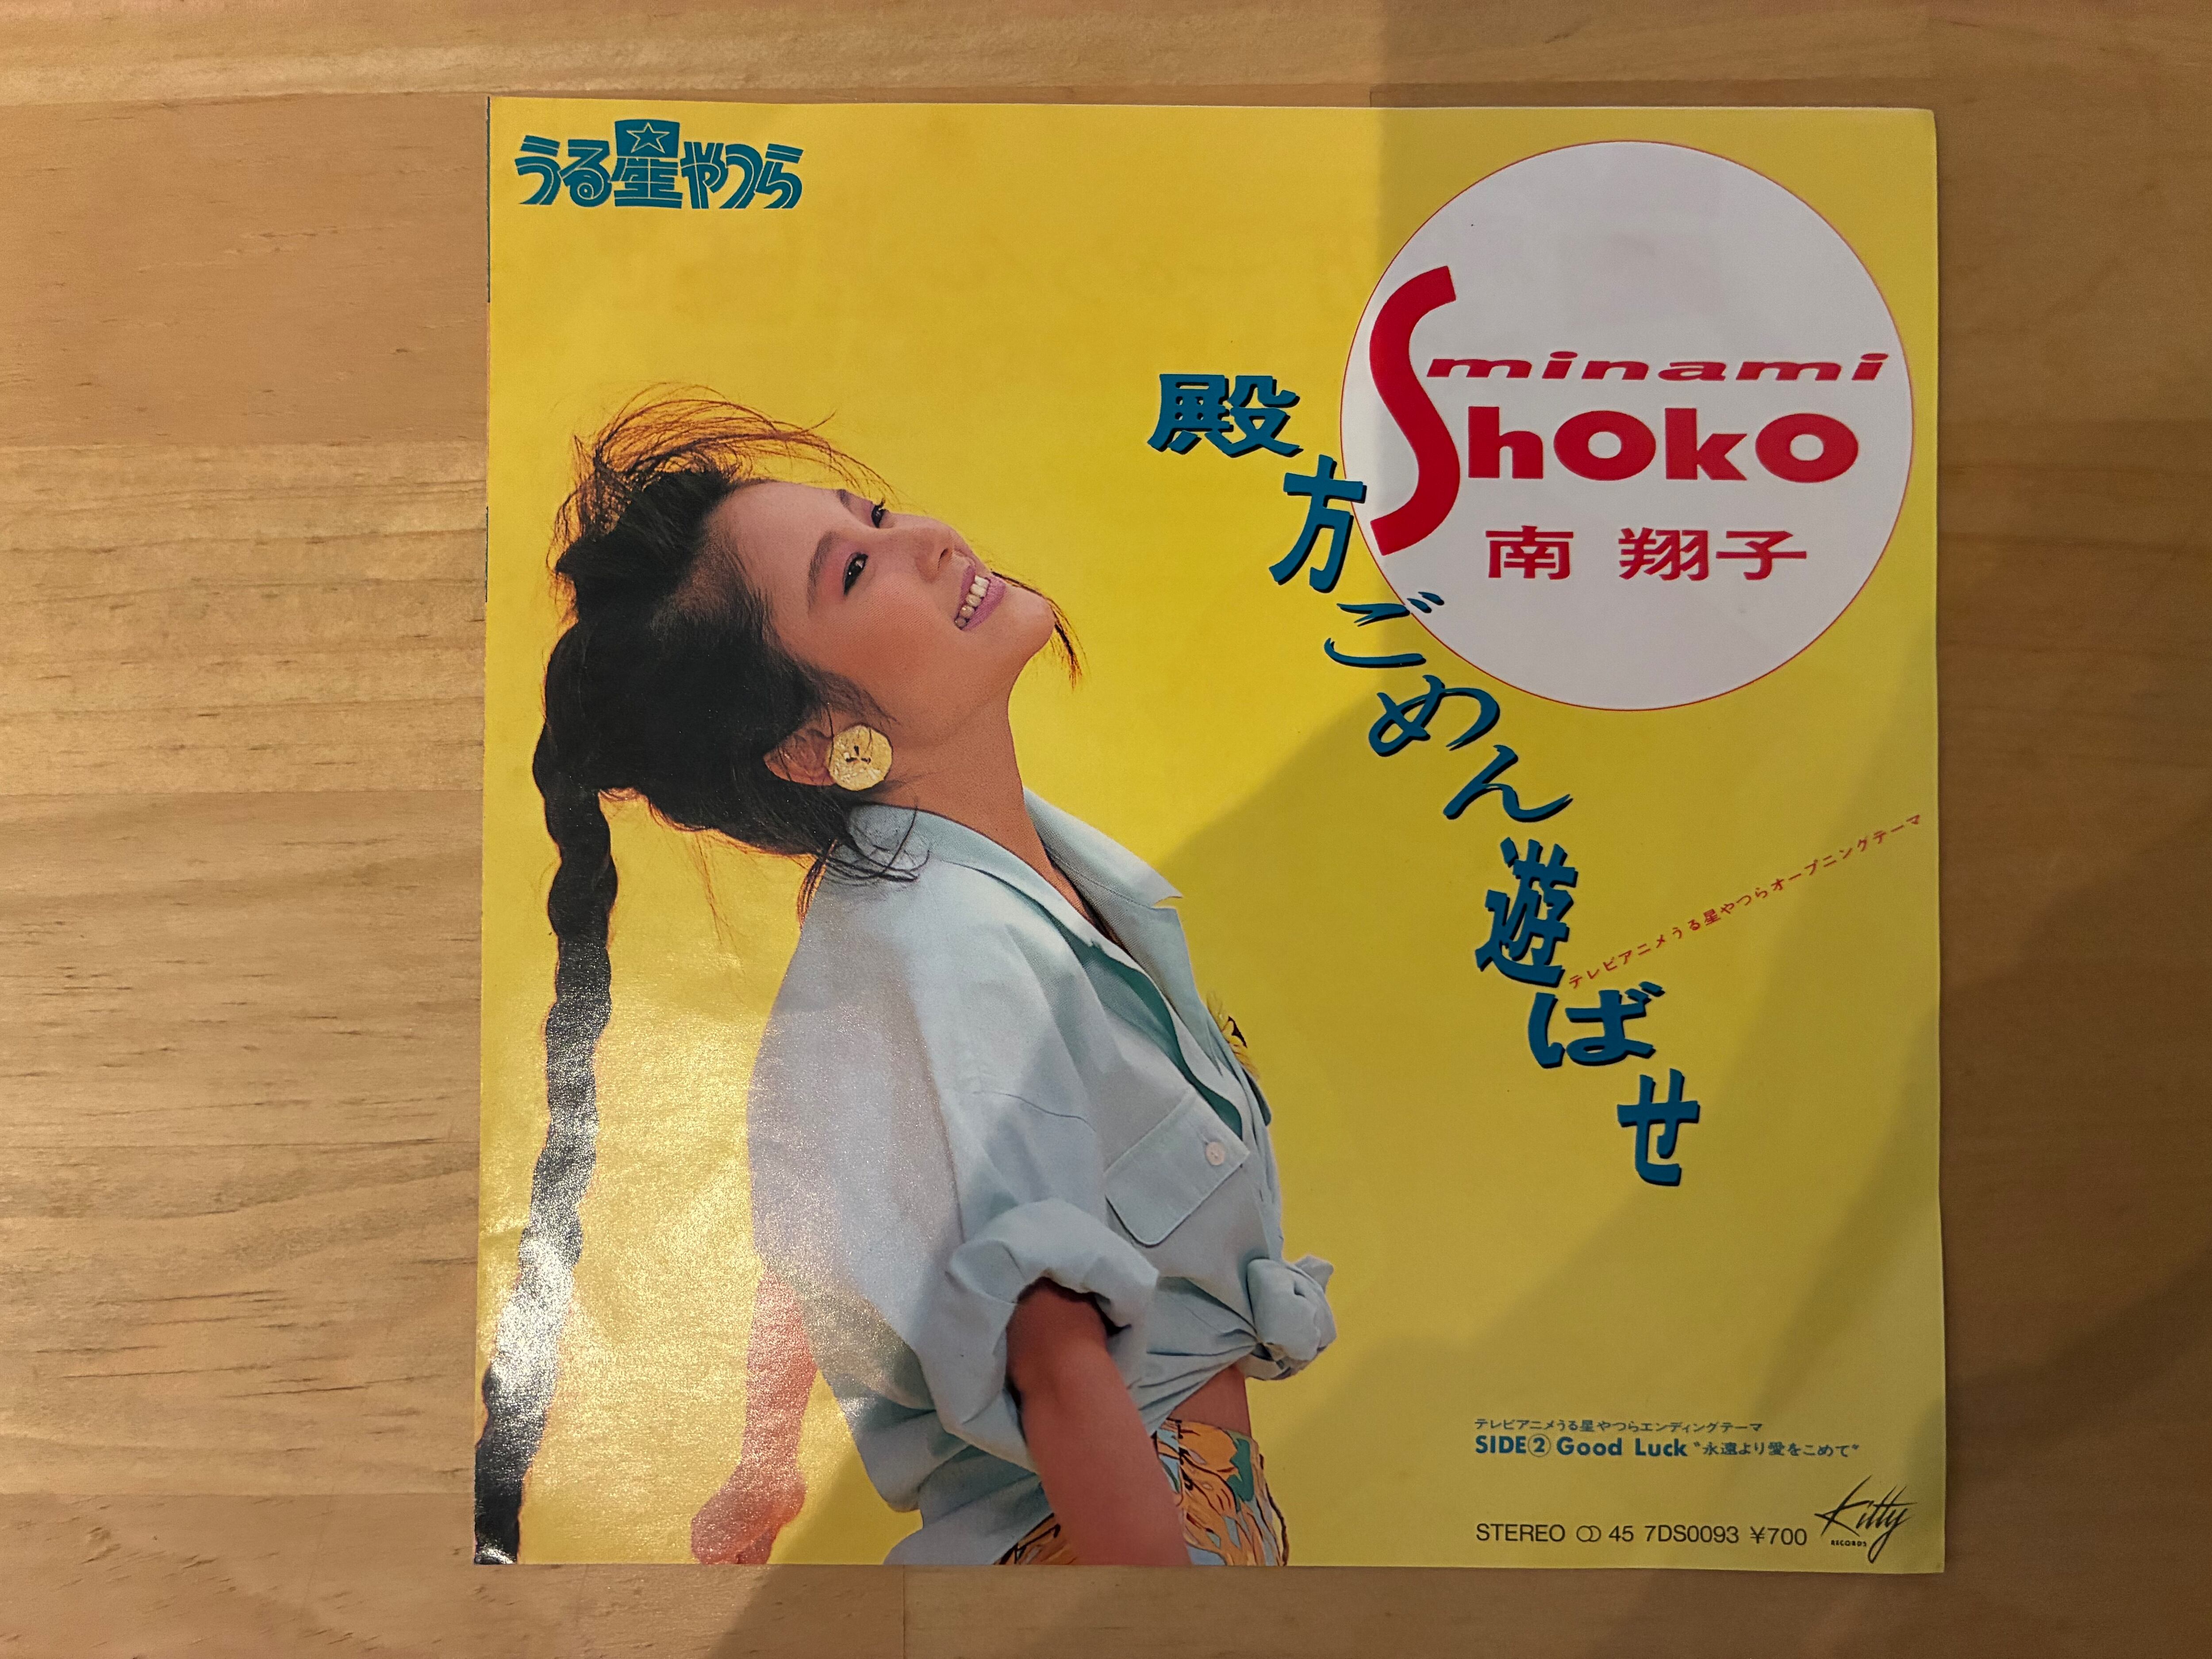 うる星やつら
minami
Shoko
南 翔子
殿方ごめん遊ばせ
テレビアニメうる星やつらオープニングテーマ
テレビアニメうる星やつらエンディングテーマ
SIDE② Good Luck "永遠より愛をこめて"
STEREO 45 7DS0093 ¥700
Kitty
RECORDS